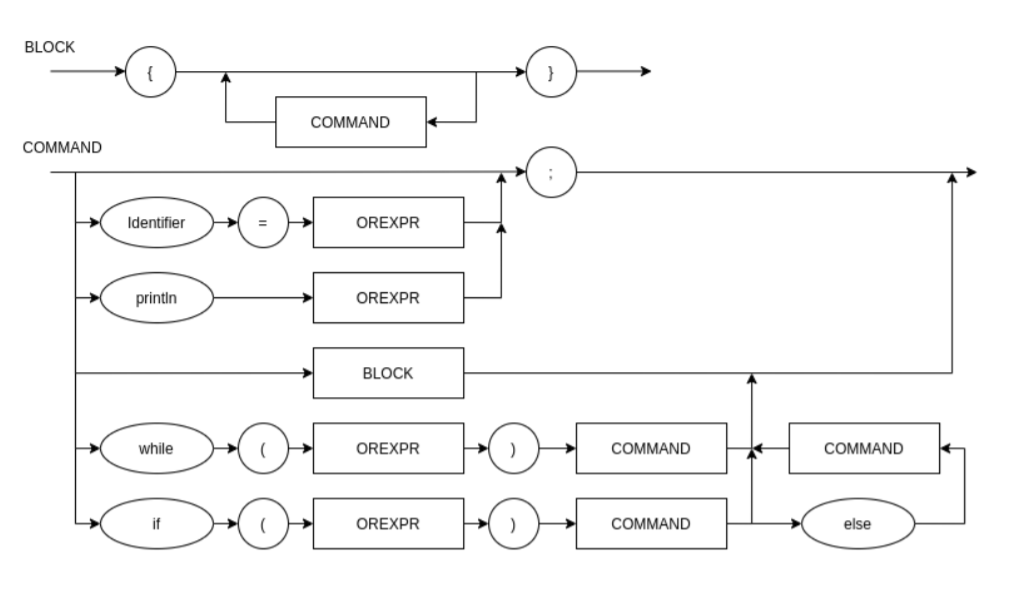 BLOCK
{ }
COMMAND
COMMAND
;
Identifier = OREXPR
println OREXPR
BLOCK
while ( OREXPR ) COMMAND COMMAND
if ( OREXPR ) COMMAND else